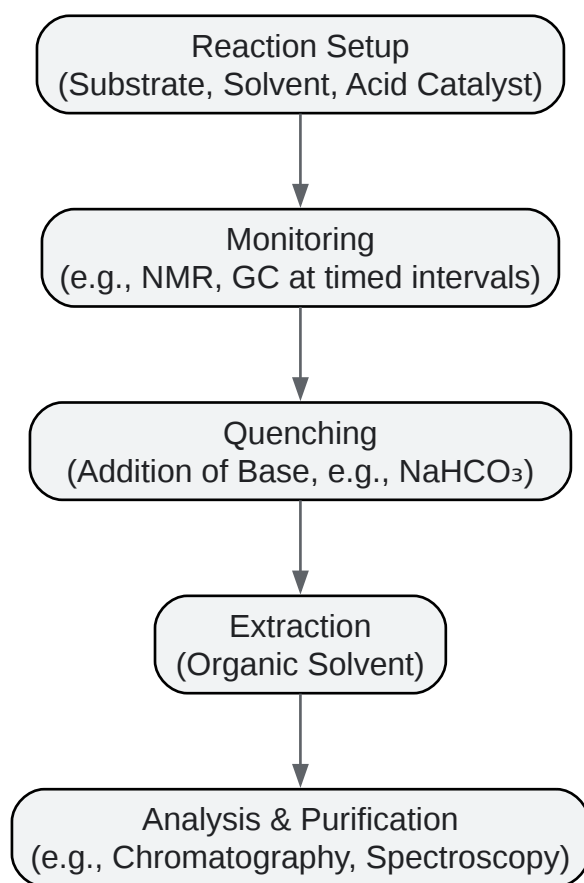 Reaction Setup
(Substrate, Solvent, Acid Catalyst)
Monitoring
(e.g., NMR, GC at timed intervals)
Quenching
(Addition of Base, e.g., NaHCO₃)
Extraction
(Organic Solvent)
Analysis & Purification
(e.g., Chromatography, Spectroscopy)